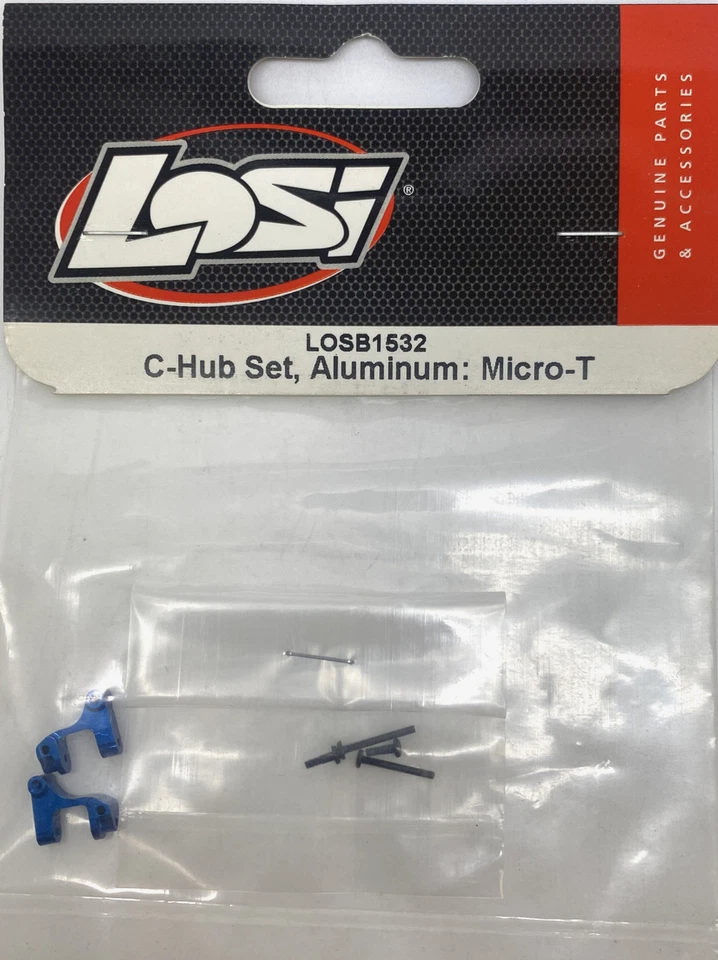 LOSI ®
GENUINE PARTS
& ACCESSORIES
LOSB1532
C-Hub Set, Aluminum: Micro-T